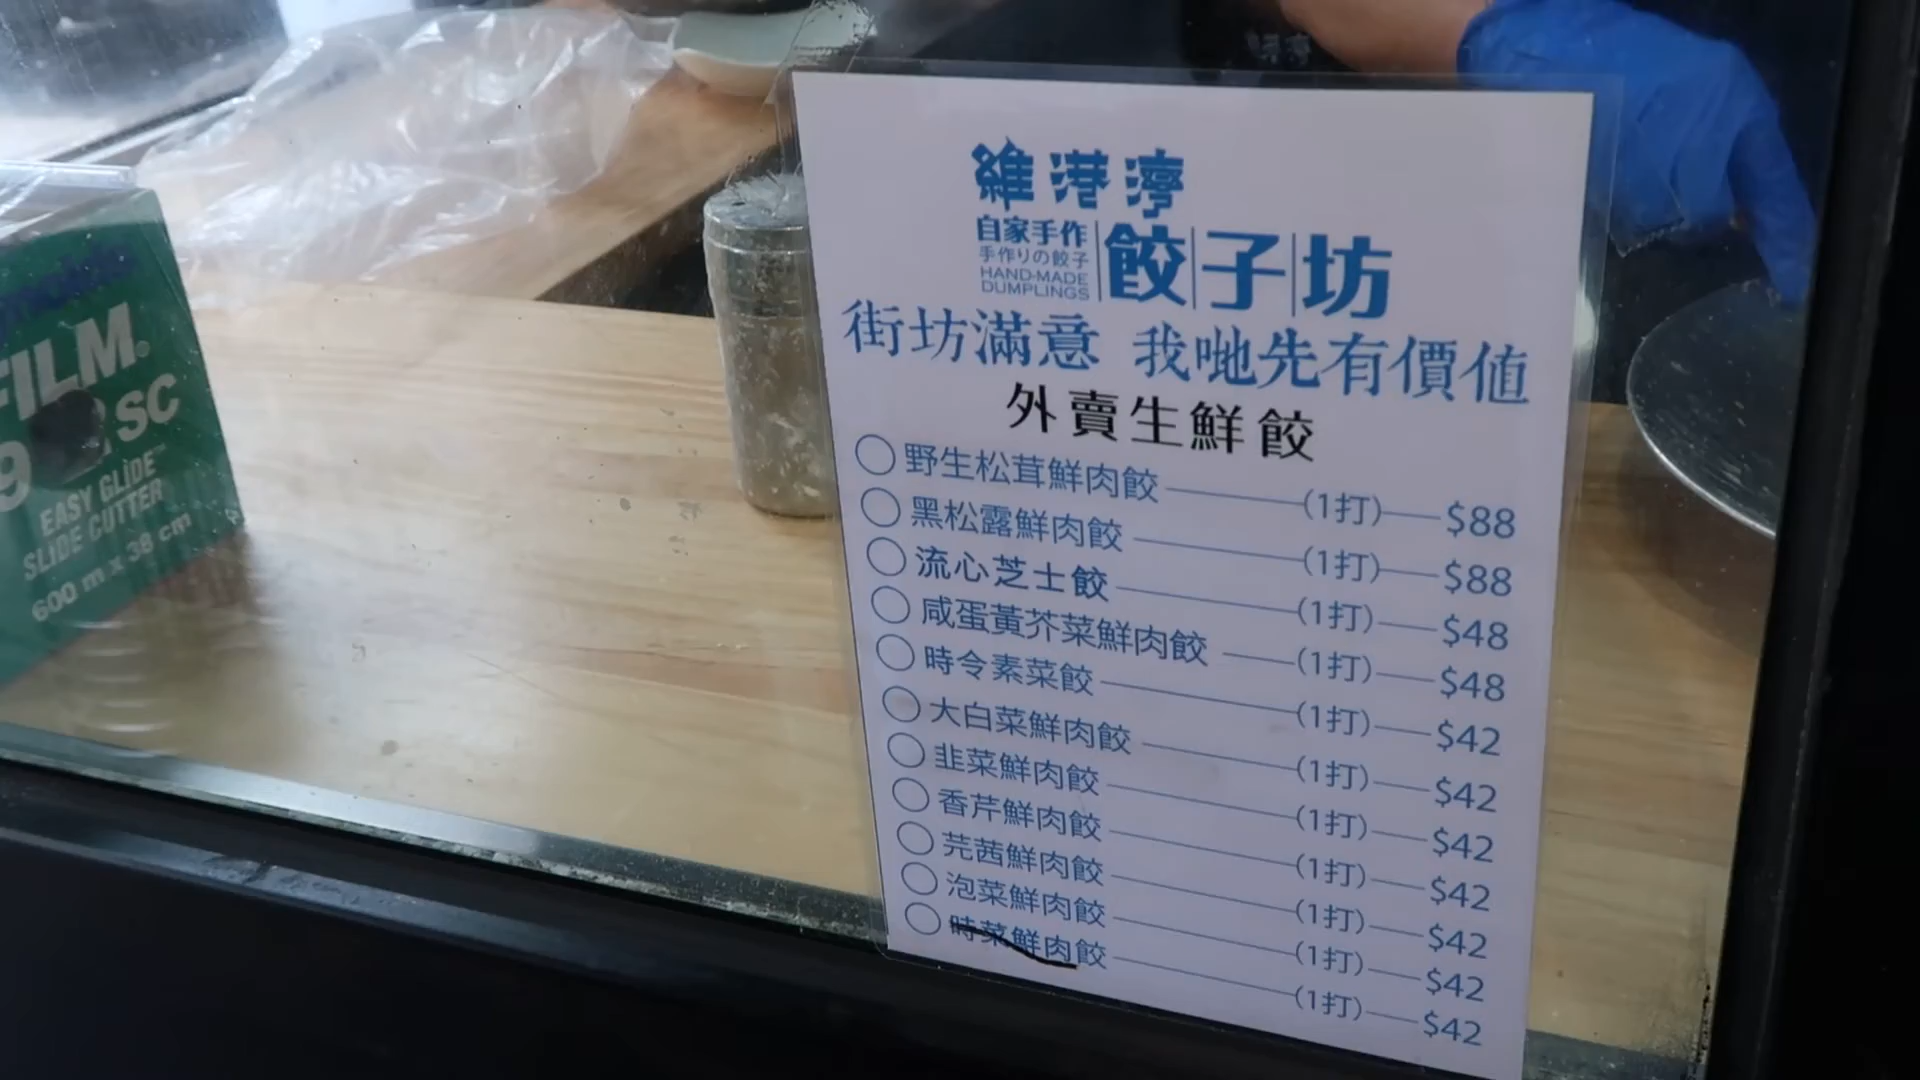 維港灣
自家手作
手作りの餃子
HAND-MADE
DUMPLINGS
餃子坊
街坊滿意 我哋先有價值
外賣生鮮餃
野生松茸鮮肉餃 (1打) $88
黑松露鮮肉餃 (1打) $88
流心芝士餃 (1打) $48
咸蛋黃芥菜鮮肉餃 (1打) $48
時令素菜餃 (1打) $42
大白菜鮮肉餃 (1打) $42
韭菜鮮肉餃 (1打) $42
香芹鮮肉餃 (1打) $42
芫茜鮮肉餃 (1打) $42
泡菜鮮肉餃 (1打) $42
時菜鮮肉餃 (1打) $42
FILM
SC
EASY GLIDE
SLIDE CUTTER
600 m x 38 cm